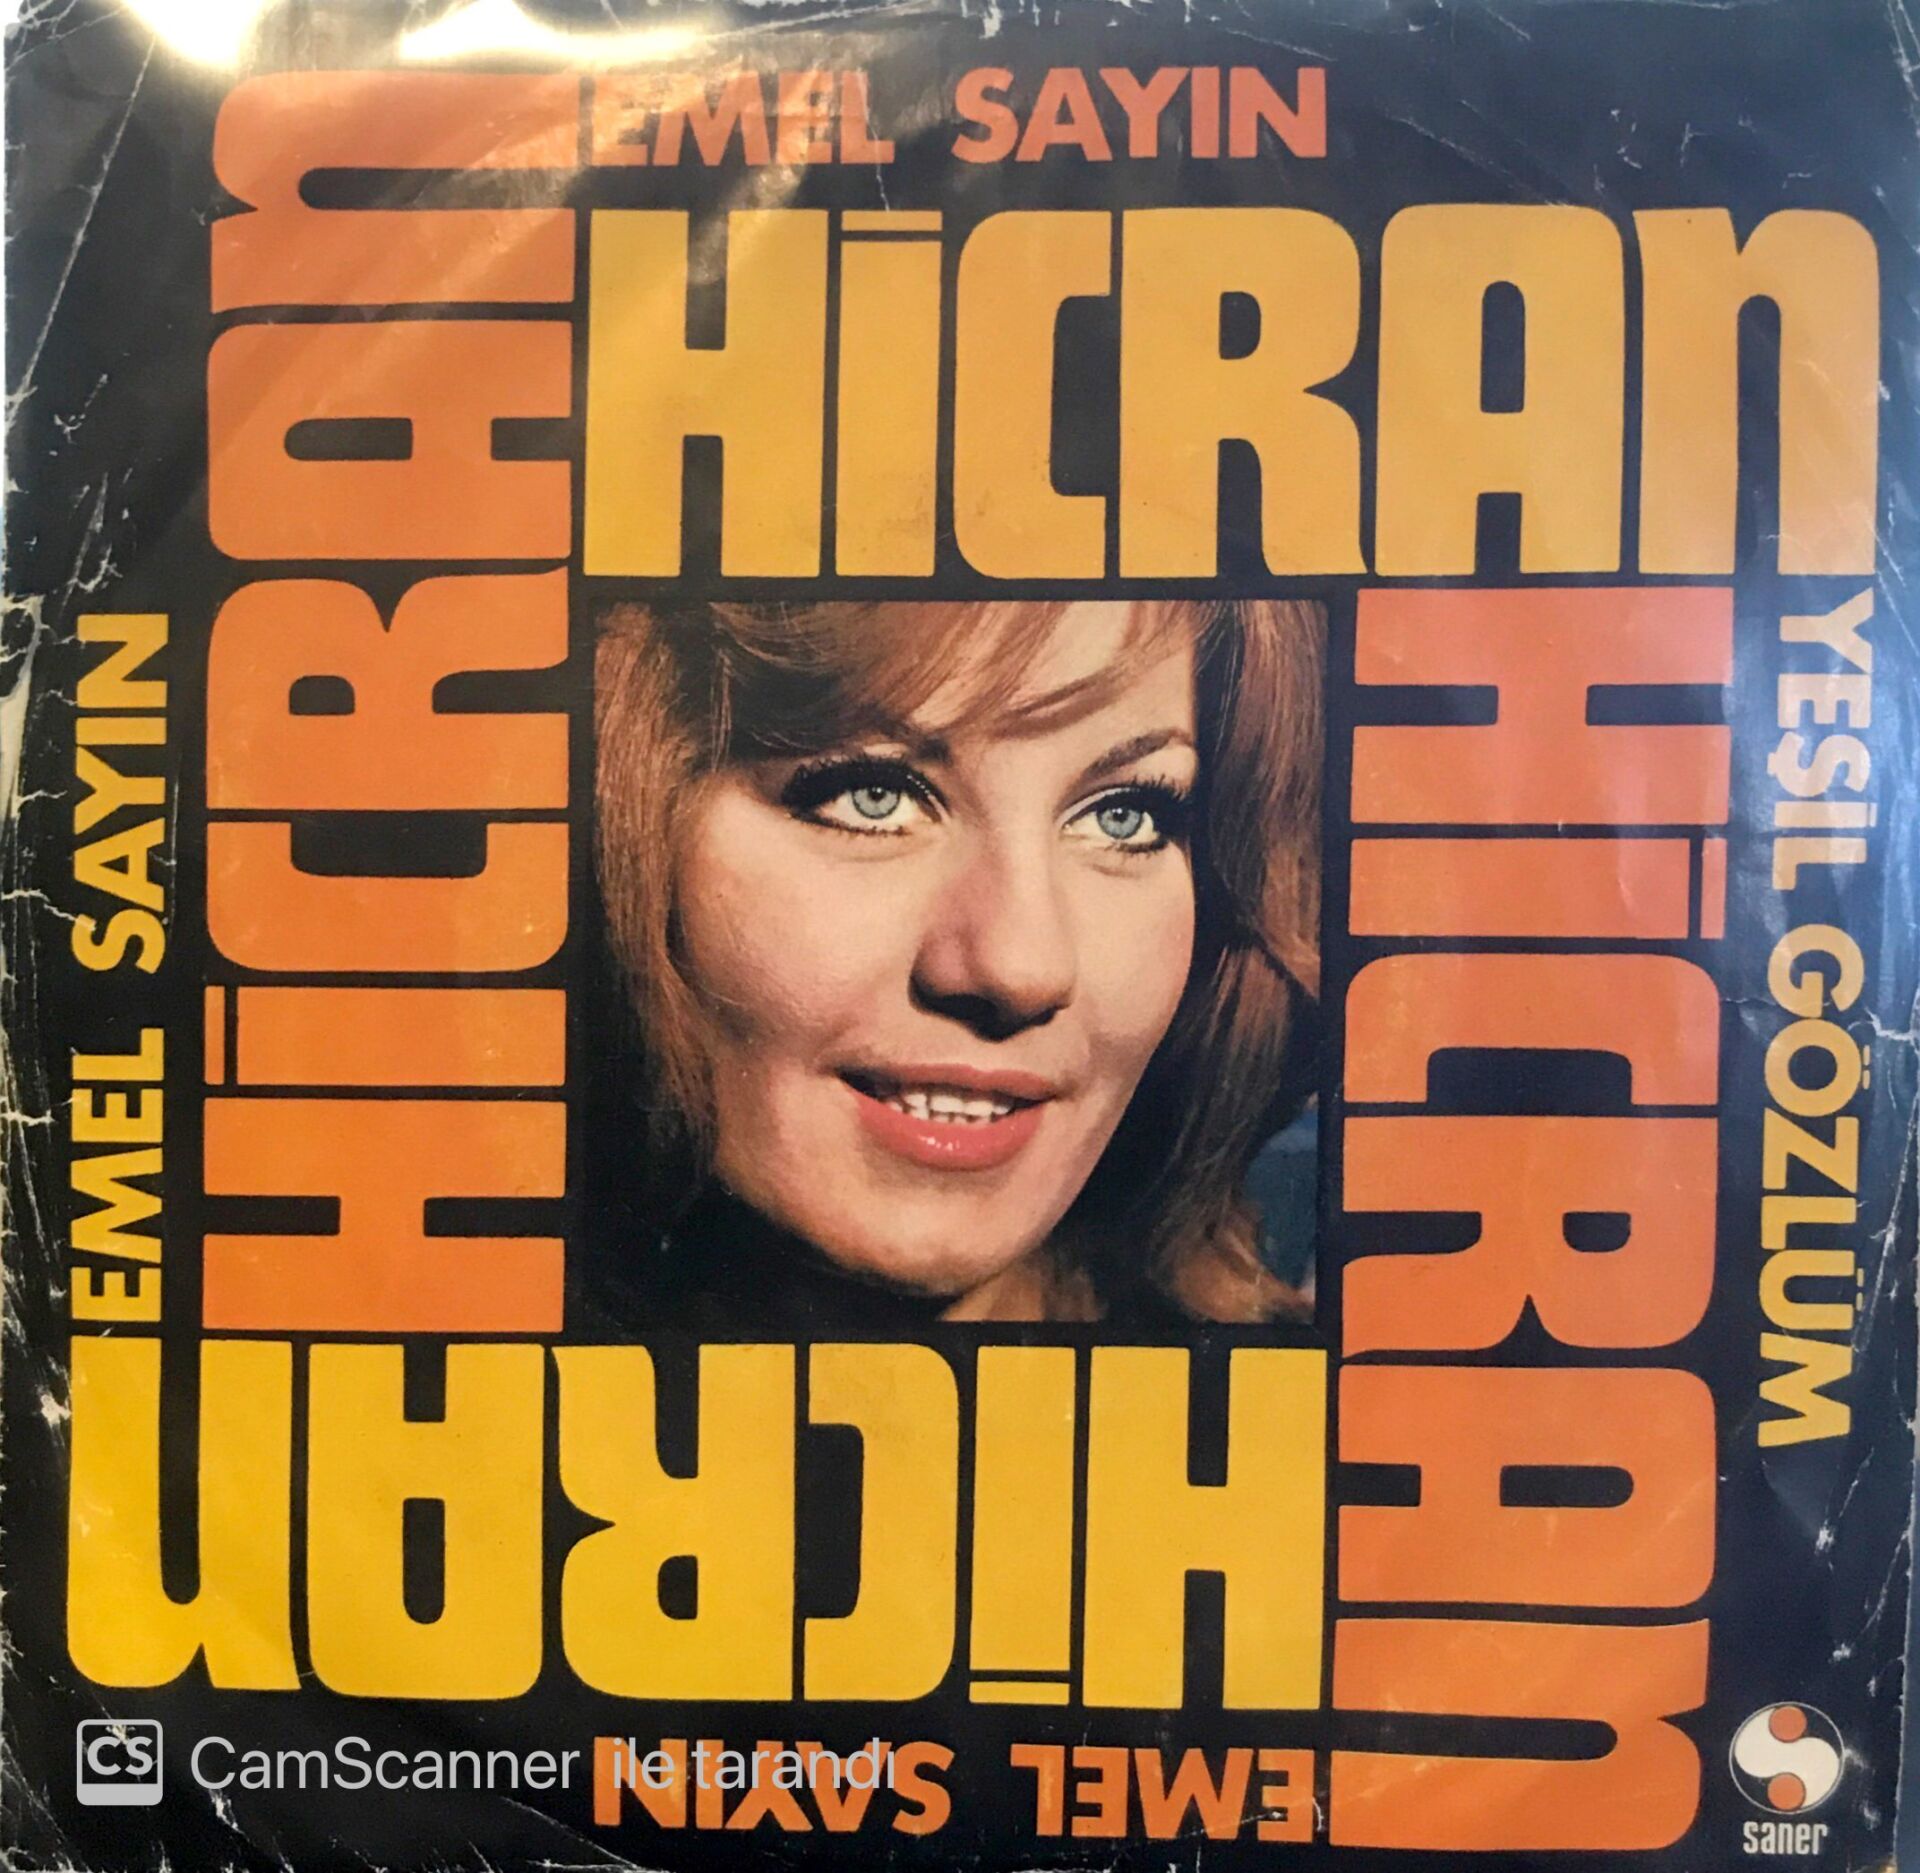 EMEL SAYIN
HİCRAN
HİCRAN
YEŞİL GÖZLÜM
HİCRAN
EMEL SAYIN
HİCRAN
EMEL SAYIN
CS CamScanner ile tarandı
saner